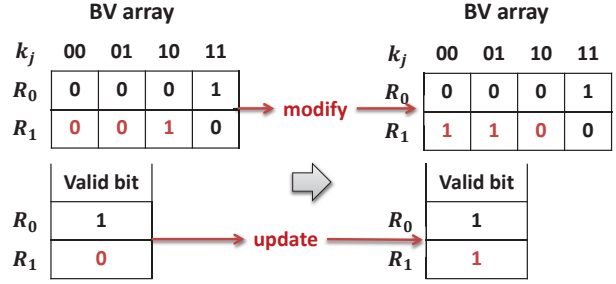 BV array BV array
k_j 00 01 10 11 k_j 00 01 10 11
R_0 0 0 0 1 R_0 0 0 0 1
modify
R_1 0 0 1 0 R_1 1 1 0 0
Valid bit Valid bit
R_0 1 R_0 1
update
R_1 0 R_1 1